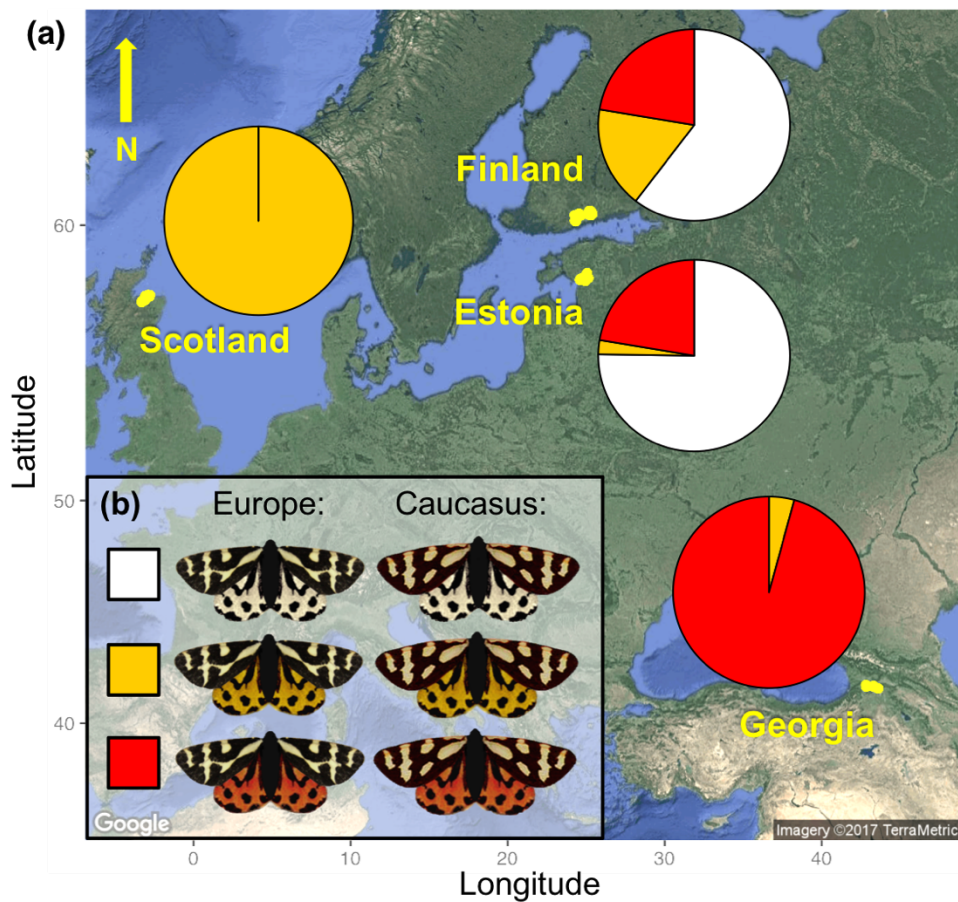 (a)
N
Finland
60
Estonia
Scotland
Latitude
50
(b) Europe: Caucasus:
40
Georgia
Google
Imagery ©2017 TerraMetric
0 10 20 30 40
Longitude